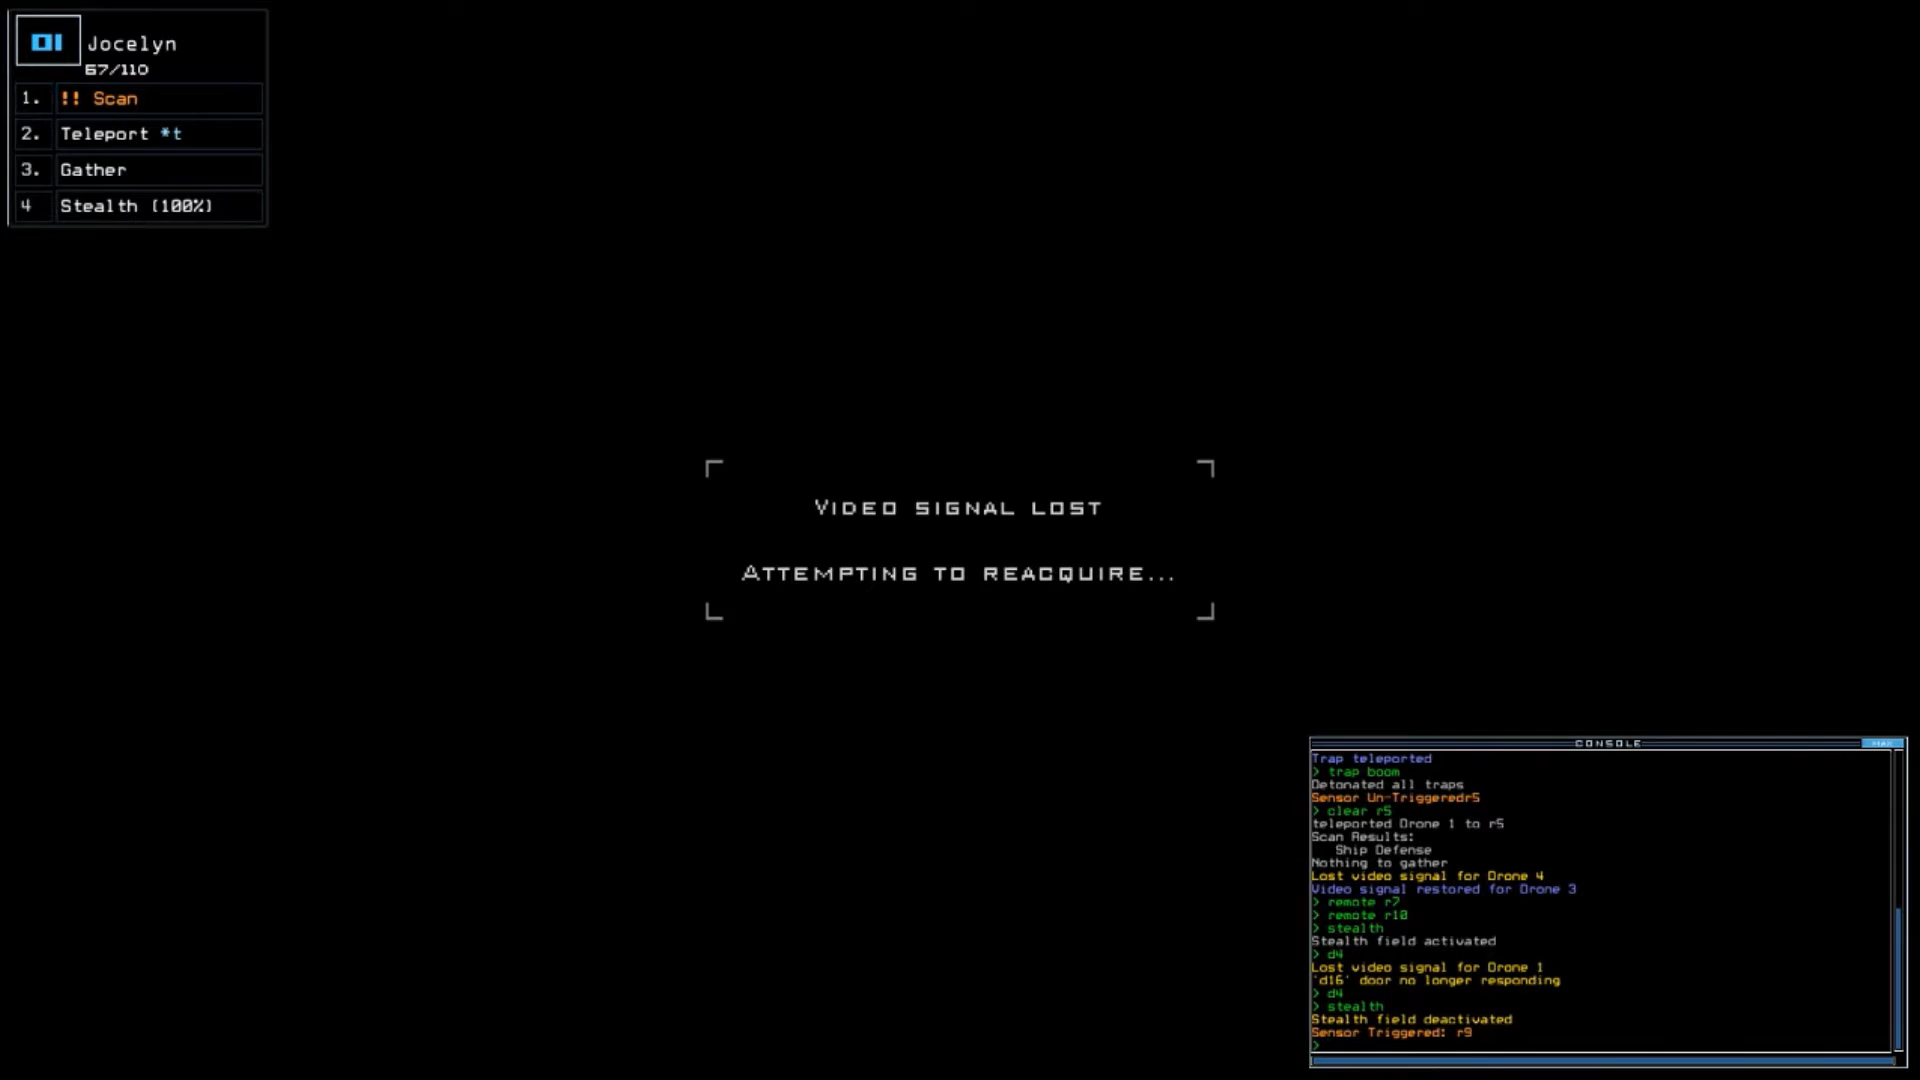 01 Jocelyn
67/110
1. !! Scan
2. Teleport *t
3. Gather
4 Stealth (100%)
VIDEO SIGNAL LOST
ATTEMPTING TO REACQUIRE...
CONSOLE
MAX
Trap teleported
> trap boom
Detonated all traps
Sensor Un-Triggeredr5
> clear r5
teleported Drone 1 to r5
Scan Results:
Ship Defense
Nothing to gather
Lost video signal for Drone 4
Video signal restored for Drone 3
> remote r7
> remote r10
> stealth
Stealth field activated
> d4
Lost video signal for Drone 1
'd16' door no longer responding
> d4
> stealth
Stealth field deactivated
Sensor Triggered: r9
>